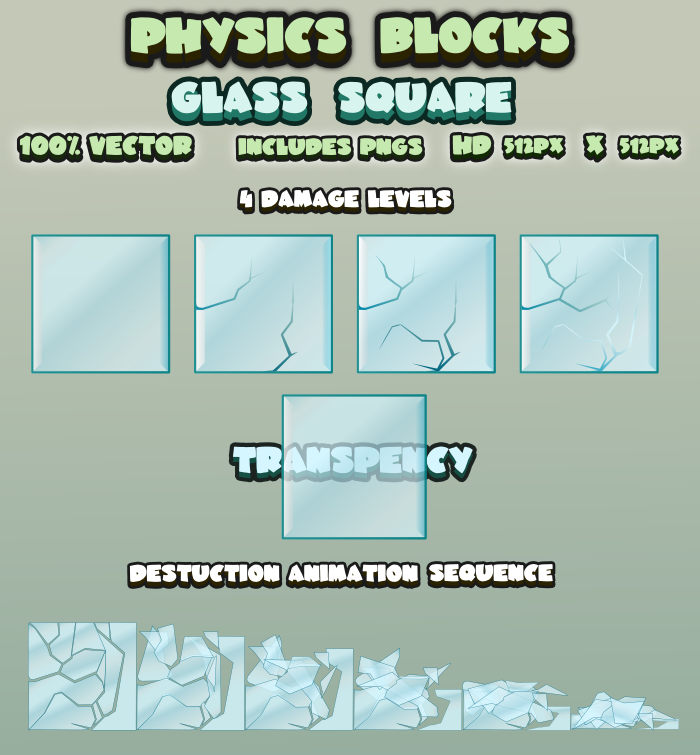 PHYSICS BLOCKS
GLASS SQUARE
100% VECTOR INCLUDES PNGS HD 512PX X 512PX
4 DAMAGE LEVELS
TRANSPENCY
DESTUCTION ANIMATION SEQUENCE